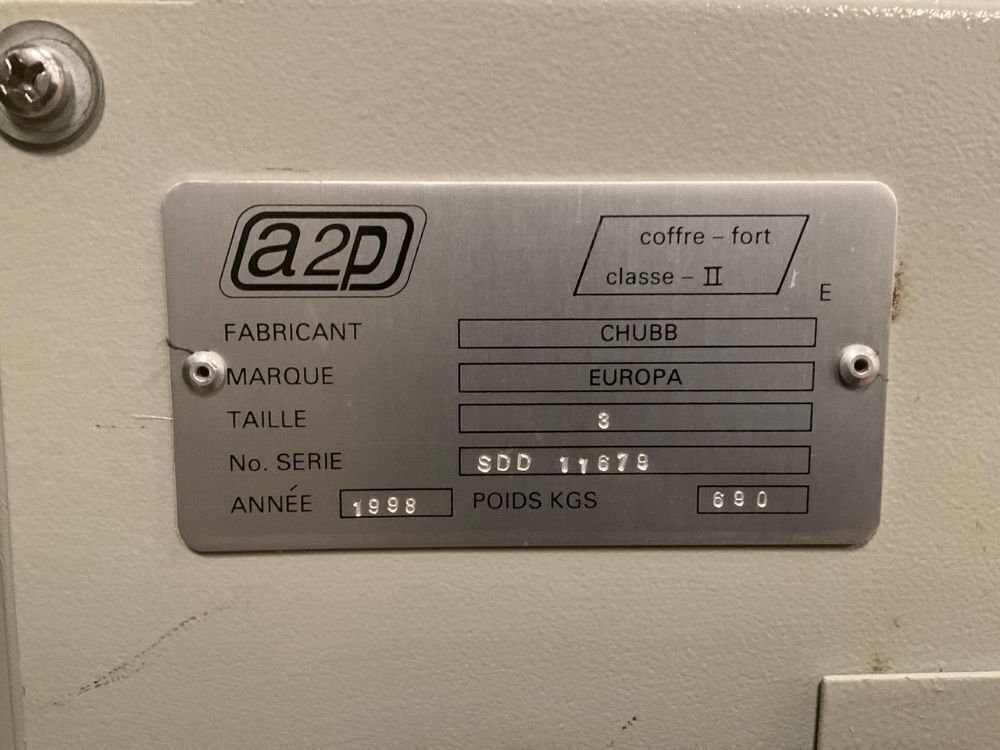 a2p
coffre – fort
classe – II
E
FABRICANT CHUBB
MARQUE EUROPA
TAILLE 3
No. SERIE SDD 11679
ANNÉE 1998 POIDS KGS 690